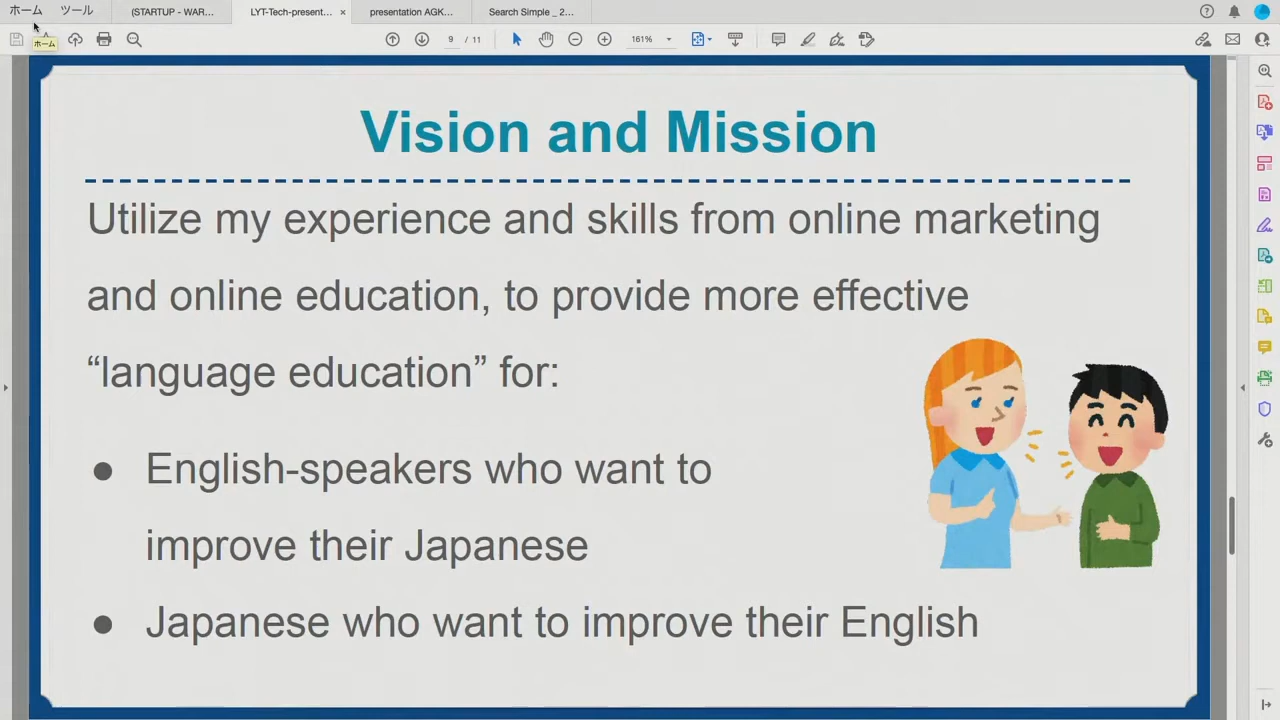 ホーム ツール (STARTUP - WAR... LYT-Tech-present... × presentation AGK... Search Simple _ 2...
ホーム 9 / 11 161%
Vision and Mission
Utilize my experience and skills from online marketing
and online education, to provide more effective
“language education” for:
● English-speakers who want to
improve their Japanese
● Japanese who want to improve their English